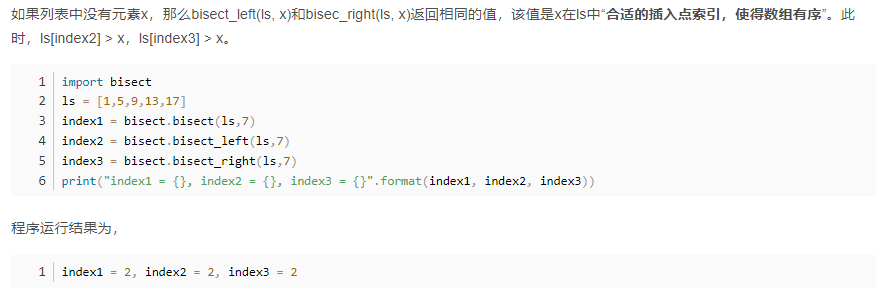 如果列表中没有元素x，那么bisect_left(ls, x)和bisec_right(ls, x)返回相同的值，该值是x在ls中“合适的插入点索引，使得数组有序”。此
时，ls[index2] > x，ls[index3] > x。
1 import bisect
2 ls = [1,5,9,13,17]
3 index1 = bisect.bisect(ls,7)
4 index2 = bisect.bisect_left(ls,7)
5 index3 = bisect.bisect_right(ls,7)
6 print("index1 = {}, index2 = {}, index3 = {}".format(index1, index2, index3))
程序运行结果为，
1 index1 = 2, index2 = 2, index3 = 2